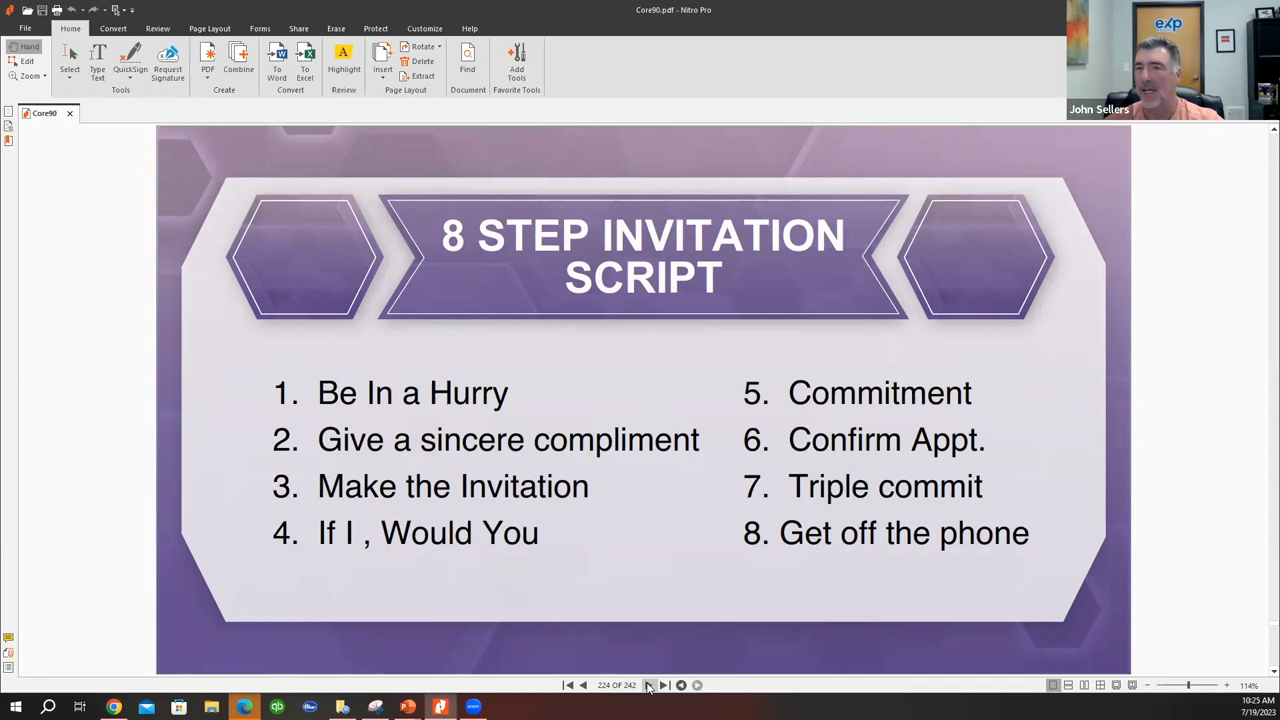 Core90.pdf - Nitro Pro
File Home Convert Review Page Layout Forms Share Erase Protect Customize Help
Hand
Edit
Zoom
Select
Type Text
QuickSign
Request Signature
PDF
Combine
To Word
To Excel
Highlight
Insert
Rotate
Delete
Extract
Find
Add Tools
Tools Create Convert Review Page Layout Document Favorite Tools
Core90
exp
John Sellers
8 STEP INVITATION
SCRIPT
1. Be In a Hurry
2. Give a sincere compliment
3. Make the Invitation
4. If I , Would You
5. Commitment
6. Confirm Appt.
7. Triple commit
8. Get off the phone
224 OF 242
114%
10:25 AM
7/19/2023